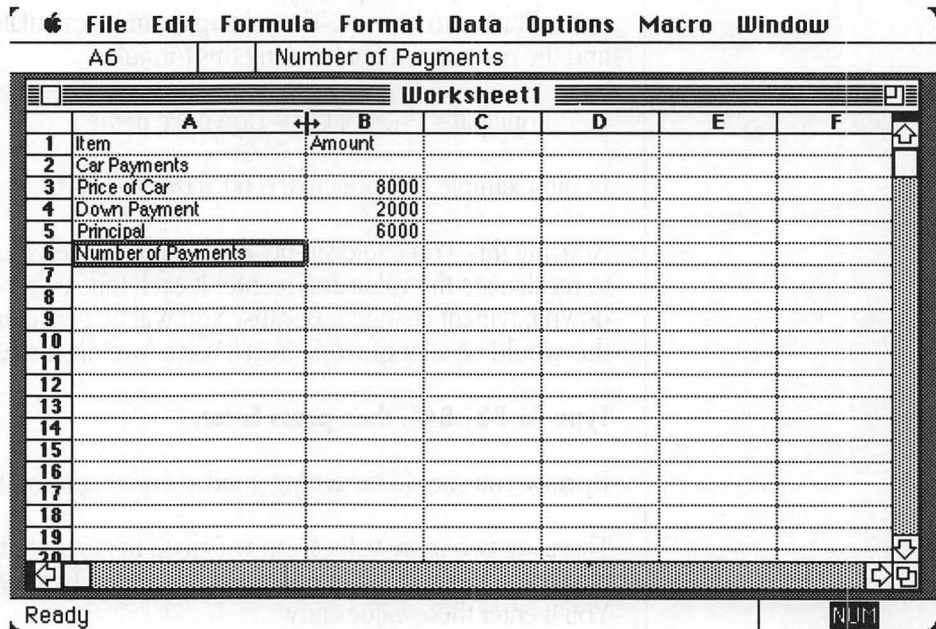 File Edit Formula Format Data Options Macro Window
A6 Number of Payments
Worksheet1
A B C D E F
1 Item Amount
2 Car Payments
3 Price of Car 8000
4 Down Payment 2000
5 Principal 6000
6 Number of Payments
7
8
9
10
11
12
13
14
15
16
17
18
19
20
Ready NUM